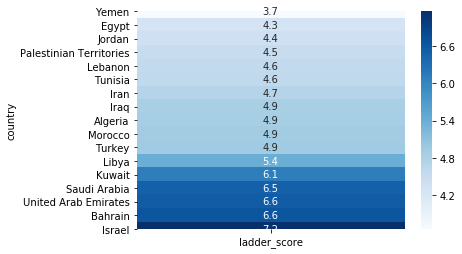 Yemen 3.7
Egypt 4.3
Jordan 4.4
Palestinian Territories 4.5
Lebanon 4.6
Tunisia 4.6
Iran 4.7
Iraq 4.9
Algeria 4.9
Morocco 4.9
Turkey 4.9
Libya 5.4
Kuwait 6.1
Saudi Arabia 6.5
United Arab Emirates 6.6
Bahrain 6.6
Israel 7.2
country
ladder_score
6.6
6.0
5.4
4.8
4.2